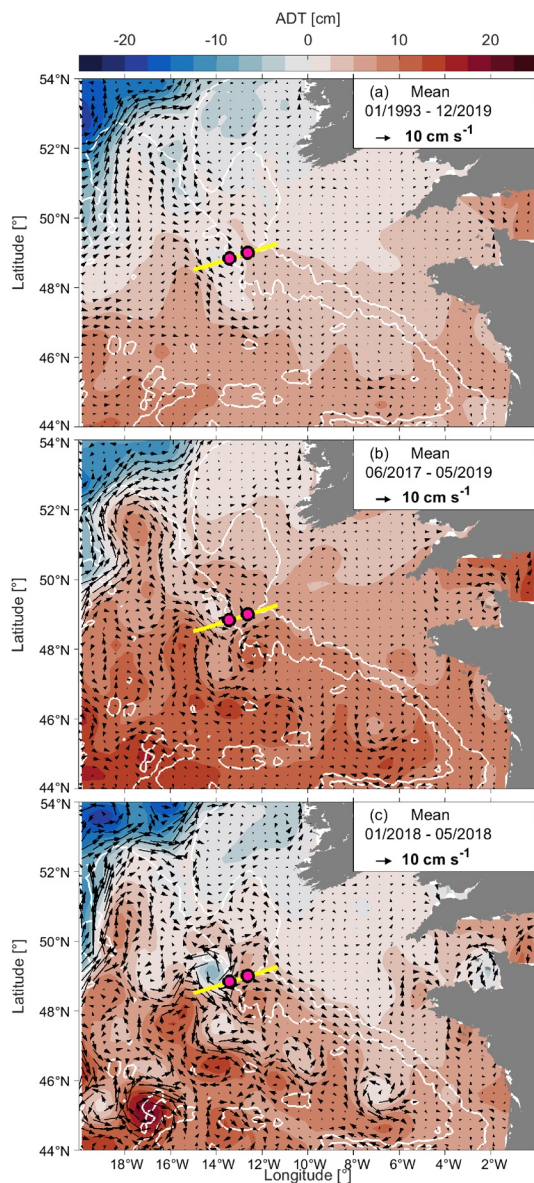 ADT [cm]
-20 -10 0 10 20
54°N
52°N
50°N
48°N
46°N
44°N
Latitude [°]
(a) Mean
01/1993 - 12/2019
10 cm s⁻¹
54°N
52°N
50°N
48°N
46°N
44°N
Latitude [°]
(b) Mean
06/2017 - 05/2019
10 cm s⁻¹
54°N
52°N
50°N
48°N
46°N
44°N
Latitude [°]
(c) Mean
01/2018 - 05/2018
10 cm s⁻¹
18°W 16°W 14°W 12°W 10°W 8°W 6°W 4°W 2°W
Longitude [°]